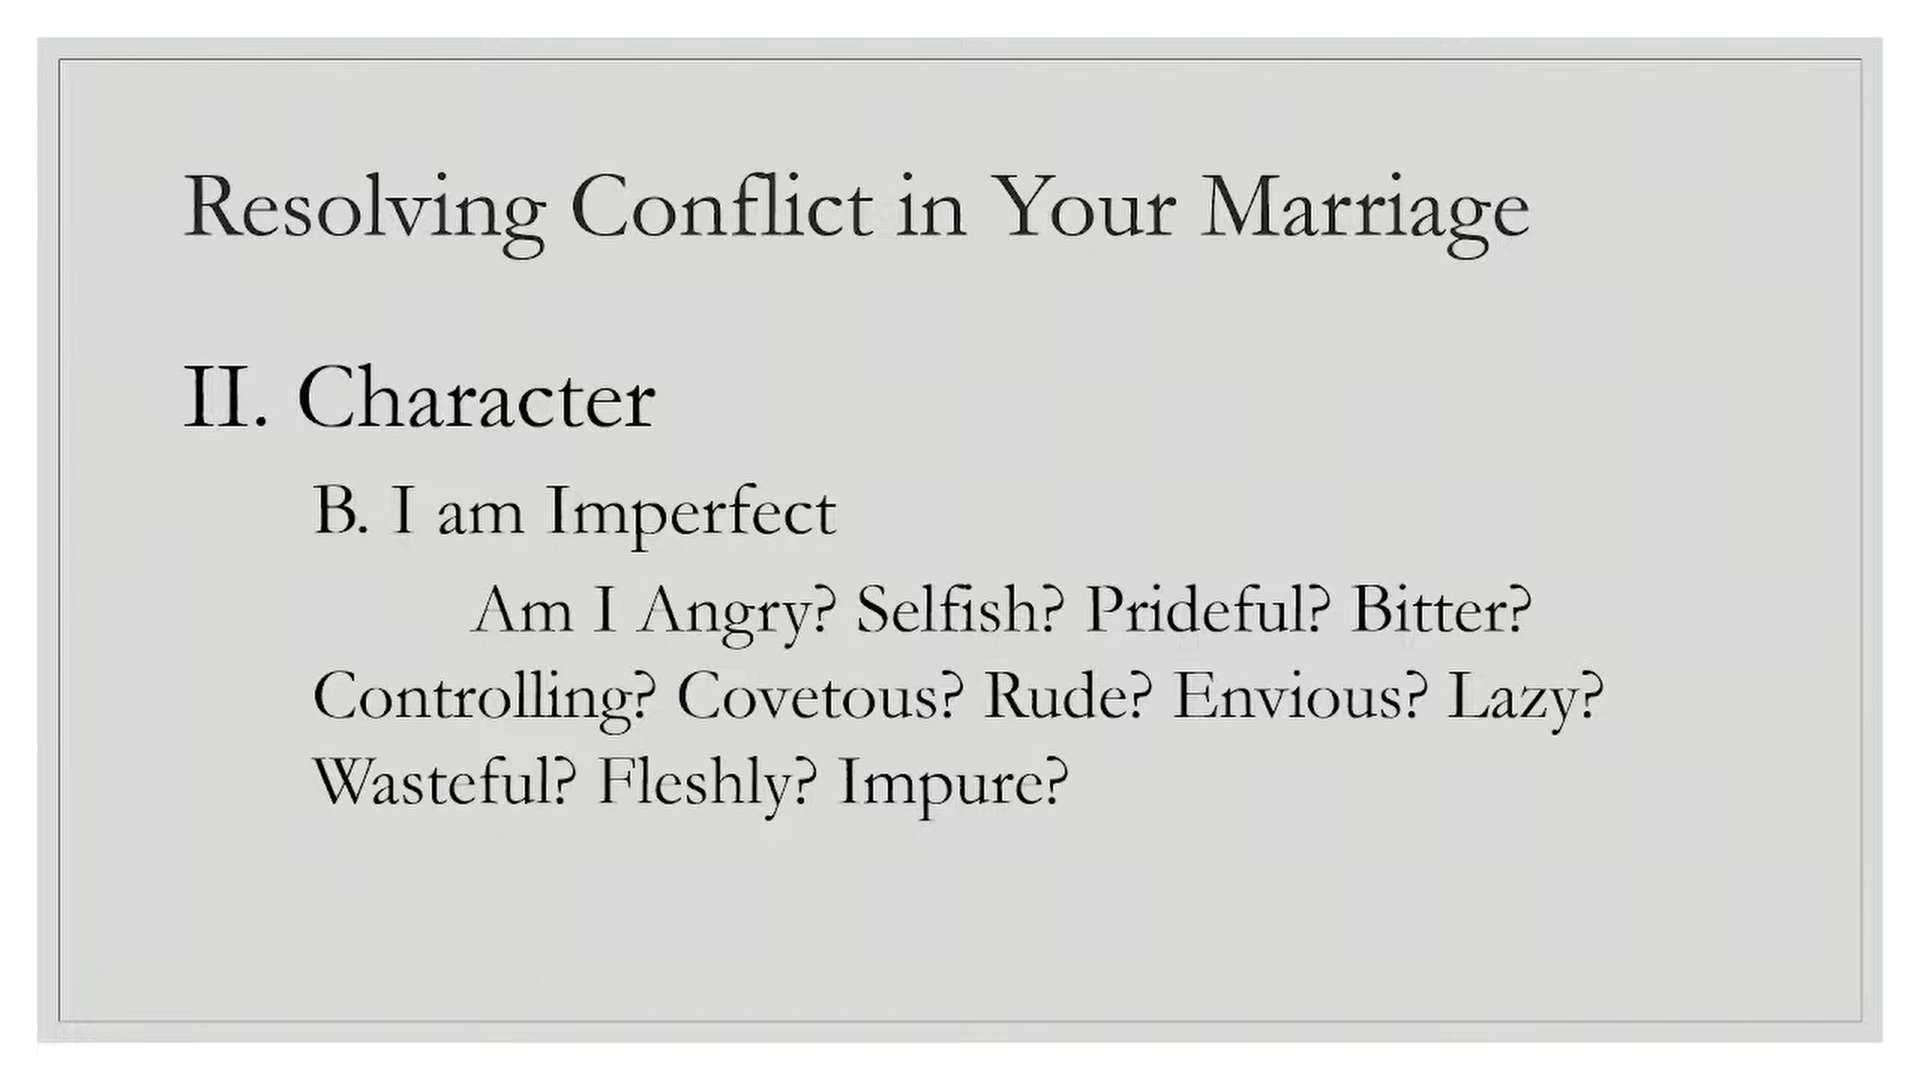 Resolving Conflict in Your Marriage
II. Character
B. I am Imperfect
Am I Angry? Selfish? Prideful? Bitter?
Controlling? Covetous? Rude? Envious? Lazy?
Wasteful? Fleshly? Impure?